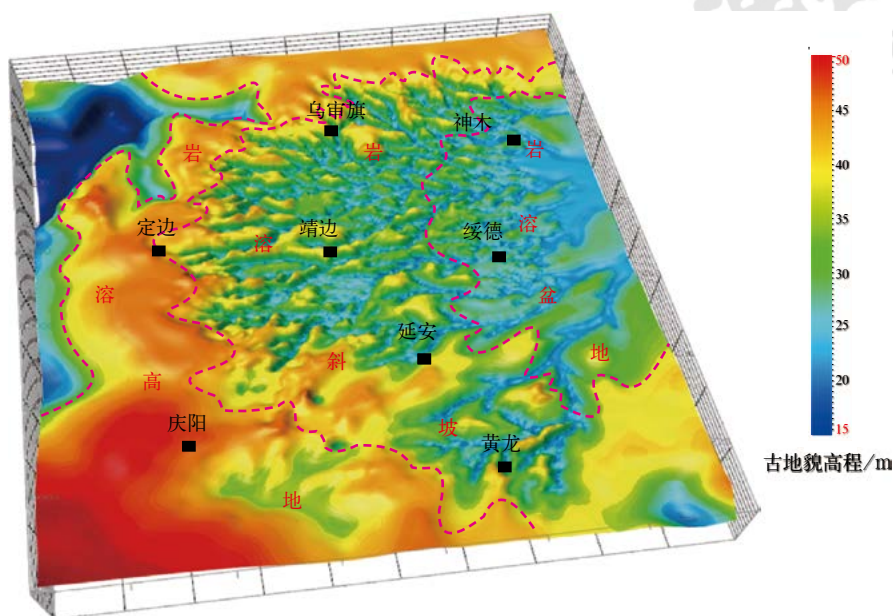 50
45
40
35
30
25
20
15
古地貌高程/m
乌审旗
神木
岩
岩
岩
定边
溶
靖边
溶
绥德
溶
盆
延安
地
斜
高
庆阳
坡
黄龙
地